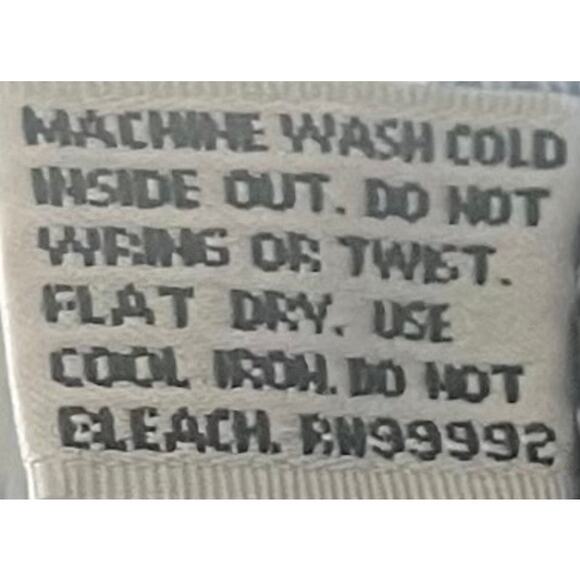 MACHINE WASH COLD
INSIDE OUT. DO NOT
WRING OR TWIST.
FLAT DRY. USE
COOL IRON. DO NOT
BLEACH. RN99992